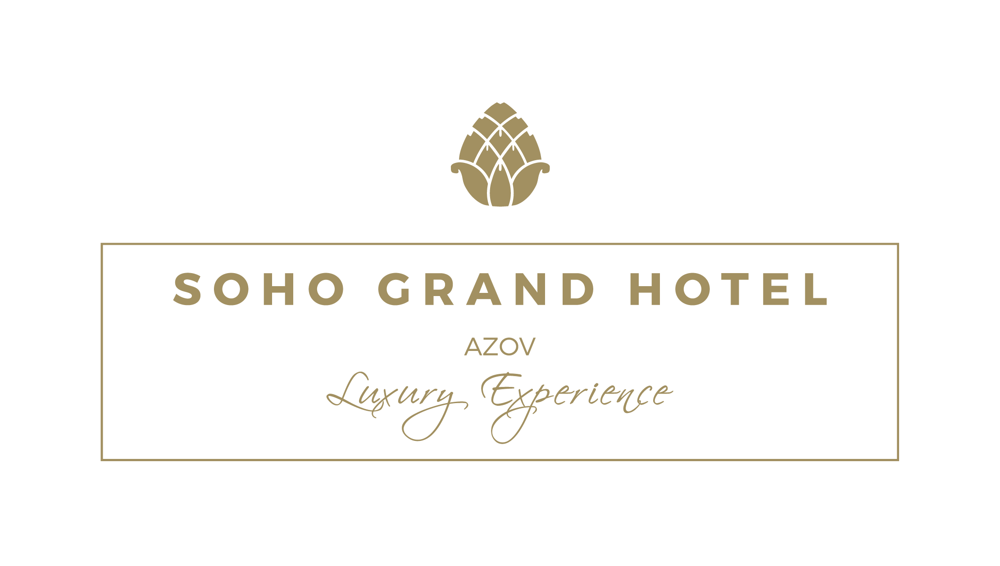 SOHO GRAND HOTEL
AZOV
Luxury Experience